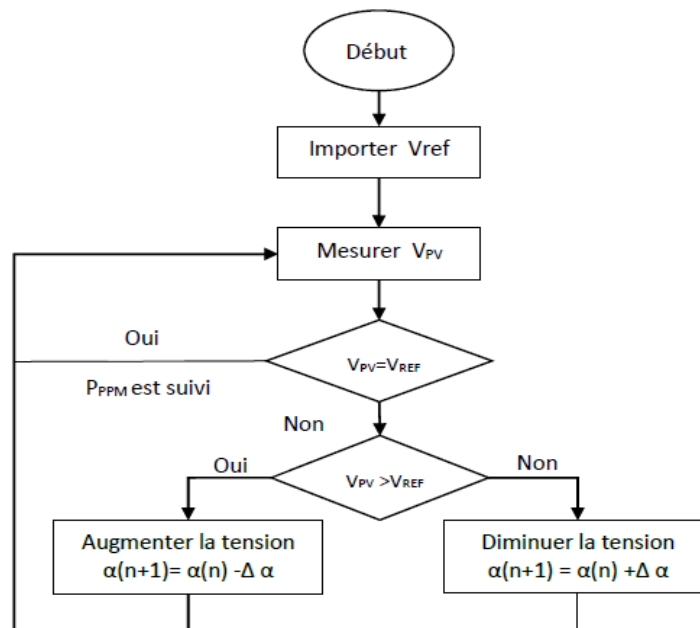 Début
Importer Vref
Mesurer VPV
Oui
VPV=VREF
PPPM est suivi
Non
Oui
VPV >VREF
Non
Augmenter la tension
α(n+1)= α(n) -Δ α
Diminuer la tension
α(n+1) = α(n) +Δ α